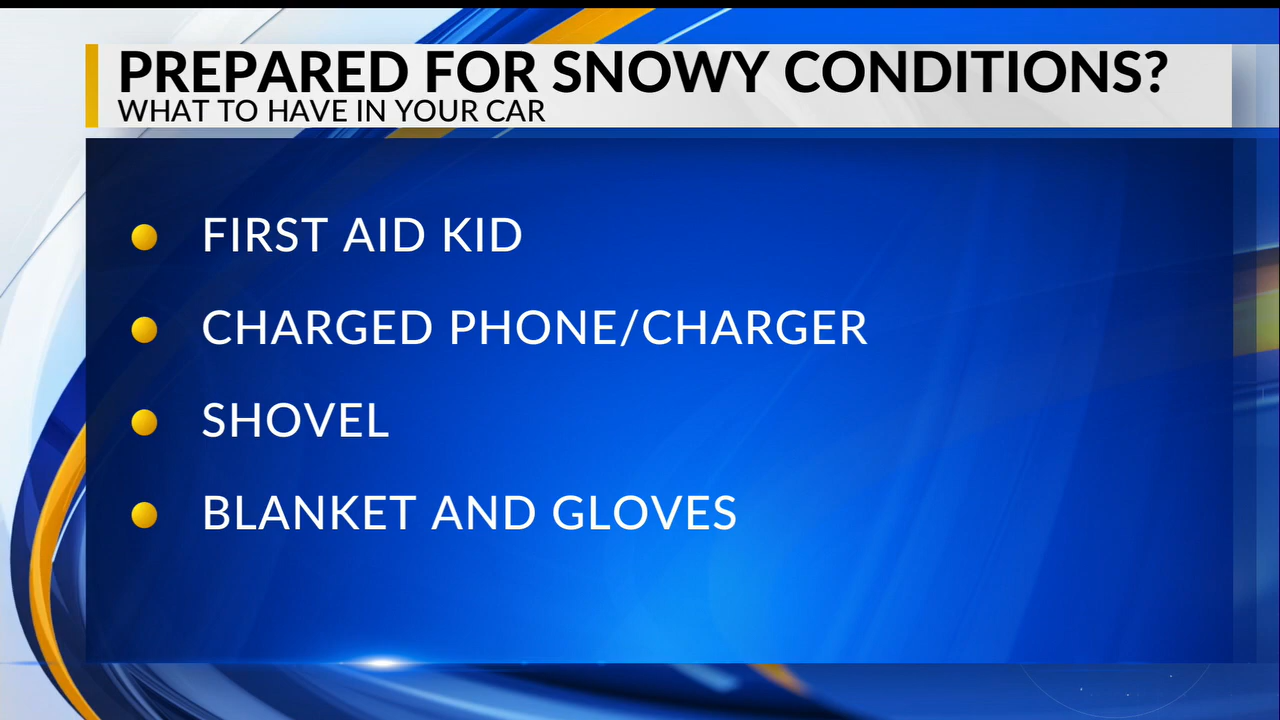 PREPARED FOR SNOWY CONDITIONS?
WHAT TO HAVE IN YOUR CAR
FIRST AID KID
CHARGED PHONE/CHARGER
SHOVEL
BLANKET AND GLOVES